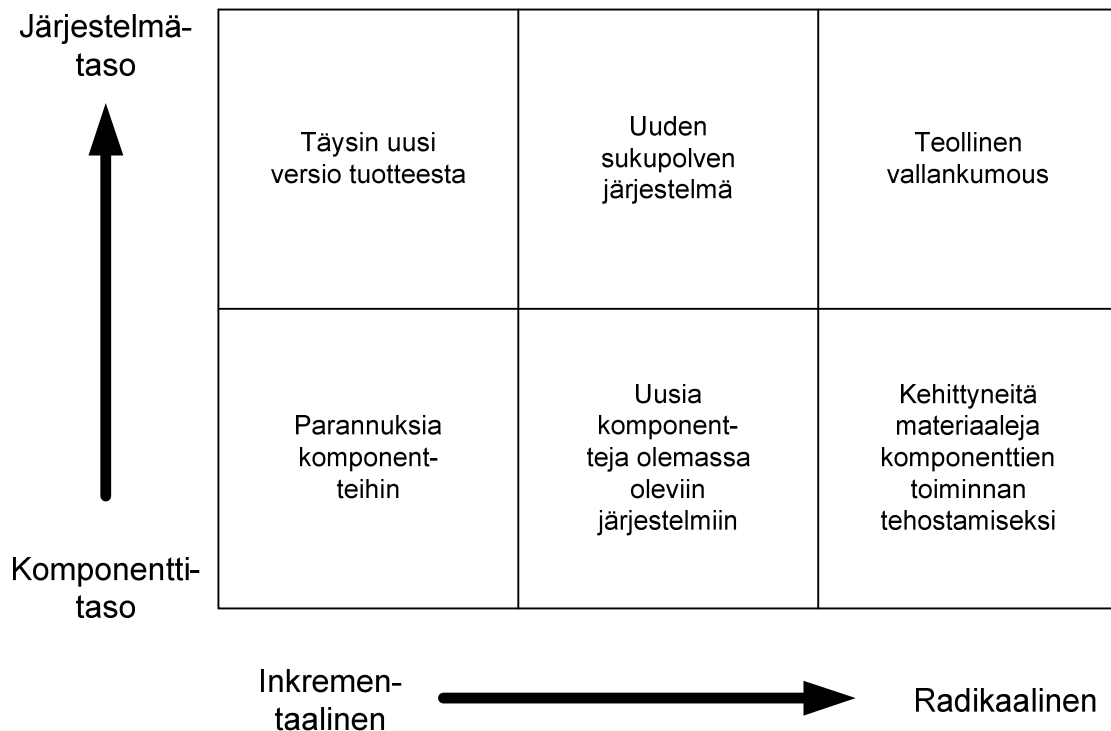 Järjestelmä-
taso
Täysin uusi
versio tuotteesta
Uuden
sukupolven
järjestelmä
Teollinen
vallankumous
Parannuksia
komponent-
teihin
Uusia
komponent-
teja olemassa
oleviin
järjestelmiin
Kehittyneitä
materiaaleja
komponenttien
toiminnan
tehostamiseksi
Komponentti-
taso
Inkremen-
taalinen
Radikaalinen